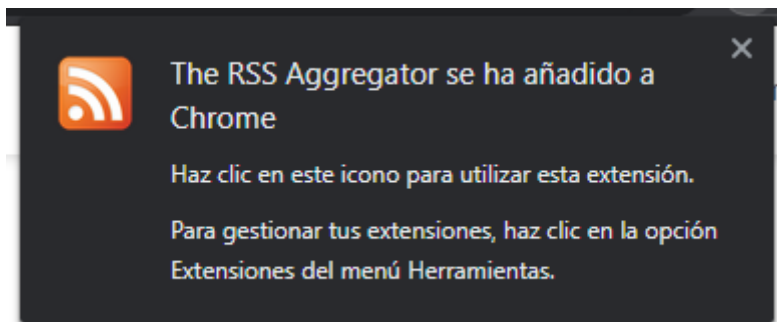 The RSS Aggregator se ha añadido a
Chrome
Haz clic en este icono para utilizar esta extensión.
Para gestionar tus extensiones, haz clic en la opción
Extensiones del menú Herramientas.